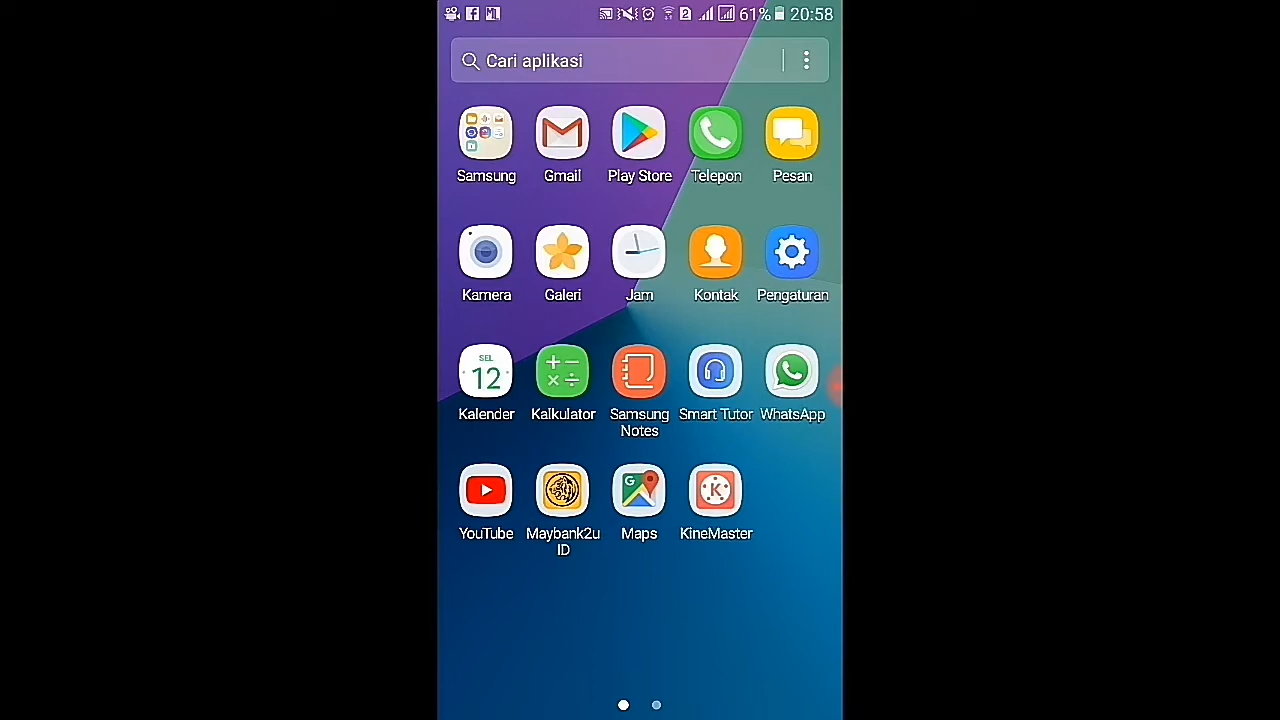 2 61% 20:58
Cari aplikasi
Samsung Gmail Play Store Telepon Pesan
Kamera Galeri Jam Kontak Pengaturan
SEL
12
Kalender Kalkulator Samsung Notes Smart Tutor WhatsApp
G K
YouTube Maybank2u ID Maps KineMaster